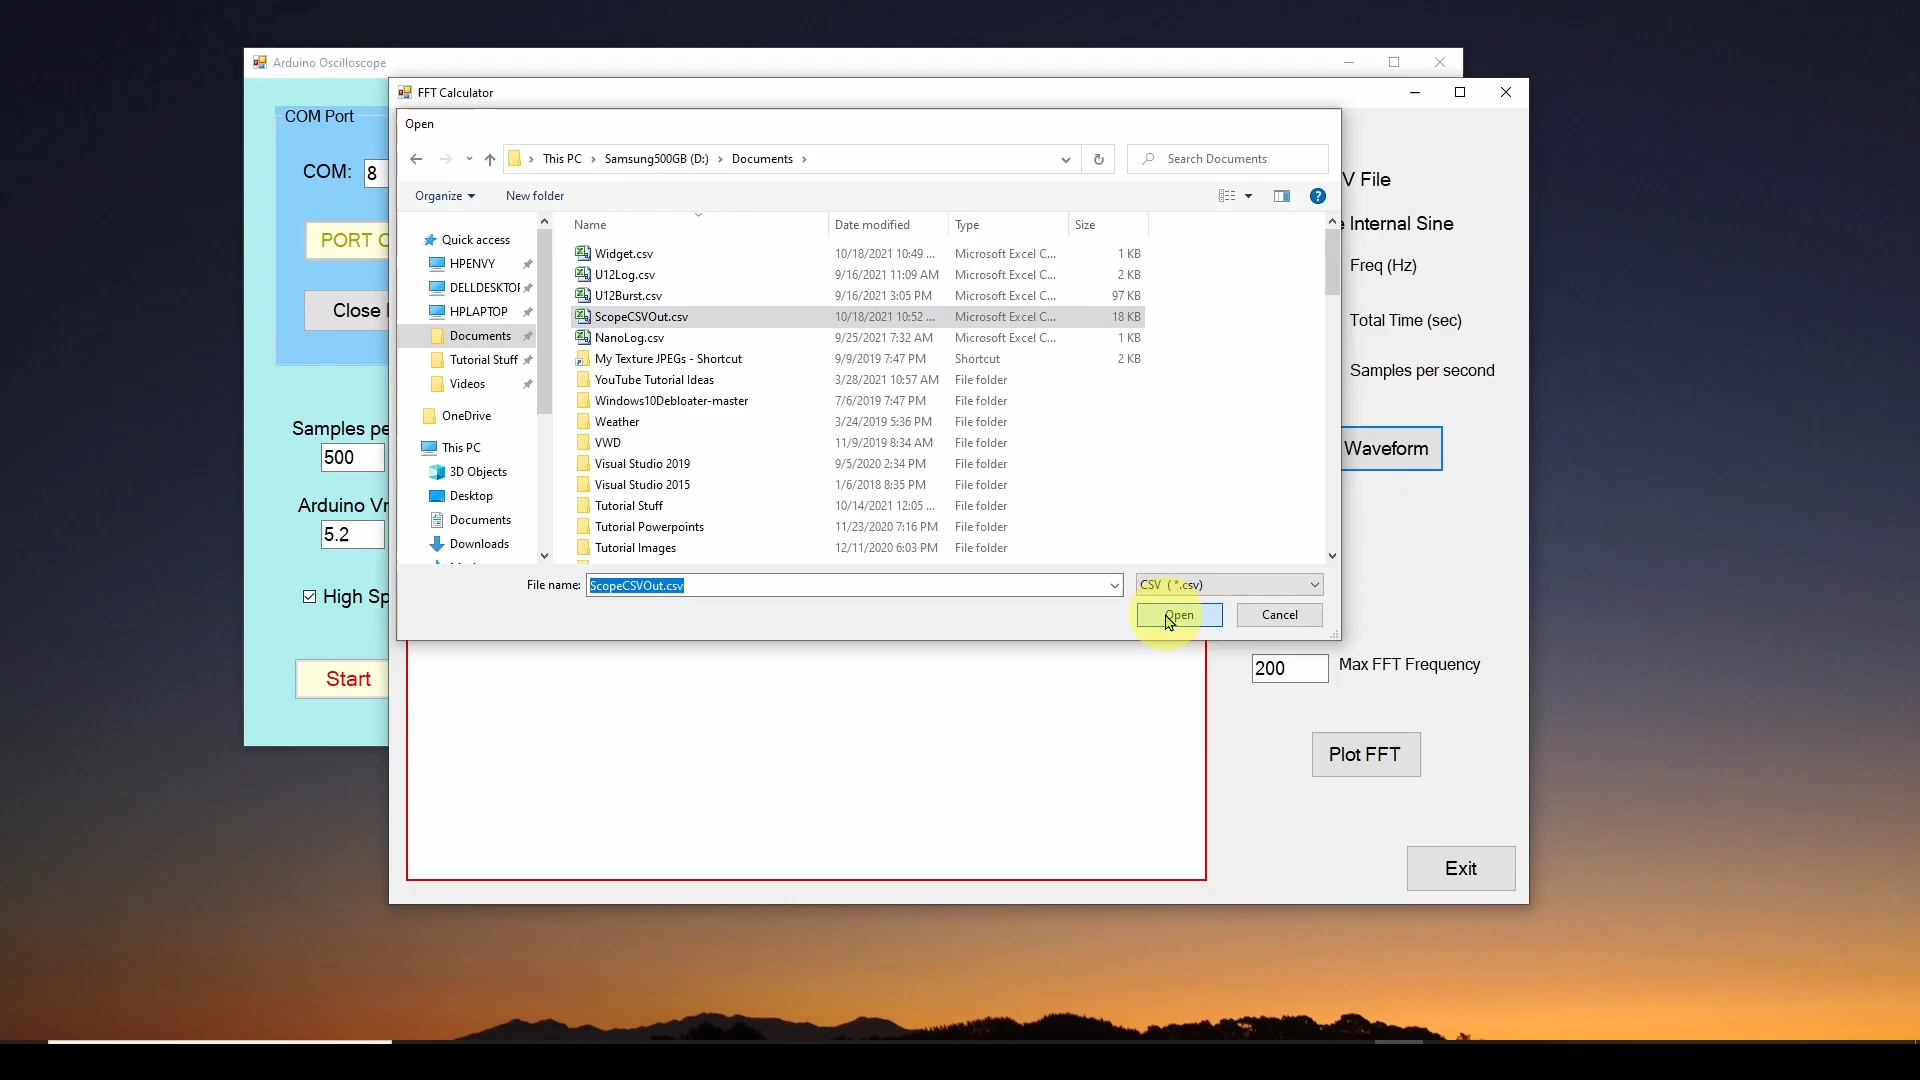 Arduino Oscilloscope
FFT Calculator
COM Port
Open
This PC
Samsung500GB (D:)
Documents
Search Documents
COM:
8
V File
Organize
New folder
Name
Date modified
Type
Size
Internal Sine
Quick access
PORT
HPENVY
DELLDESKTOP
HPLAPTOP
Close
Documents
Tutorial Stuff
Videos
OneDrive
This PC
3D Objects
Desktop
Documents
Downloads
Widget.csv 10/18/2021 10:49 ... Microsoft Excel C... 1 KB
U12Log.csv 9/16/2021 11:09 AM Microsoft Excel C... 2 KB
U12Burst.csv 9/16/2021 3:05 PM Microsoft Excel C... 97 KB
ScopeCSVOut.csv 10/18/2021 10:52 ... Microsoft Excel C... 18 KB
NanoLog.csv 9/25/2021 7:32 AM Microsoft Excel C... 1 KB
My Texture JPEGs - Shortcut 9/9/2019 7:47 PM Shortcut 2 KB
YouTube Tutorial Ideas 3/28/2021 10:57 AM File folder
Windows10Debloater-master 7/6/2019 7:47 PM File folder
Weather 3/24/2019 5:36 PM File folder
VWD 11/9/2019 8:34 AM File folder
Visual Studio 2019 9/5/2020 2:34 PM File folder
Visual Studio 2015 1/6/2018 8:35 PM File folder
Tutorial Stuff 10/14/2021 12:05 ... File folder
Tutorial Powerpoints 11/23/2020 7:16 PM File folder
Tutorial Images 12/11/2020 6:03 PM File folder
Freq (Hz)
Total Time (sec)
Samples per second
Waveform
Samples pe
500
Arduino Vr
5.2
High Sp
Start
File name:
ScopeCSVOut.csv
CSV (*.csv)
Open
Cancel
200
Max FFT Frequency
Plot FFT
Exit